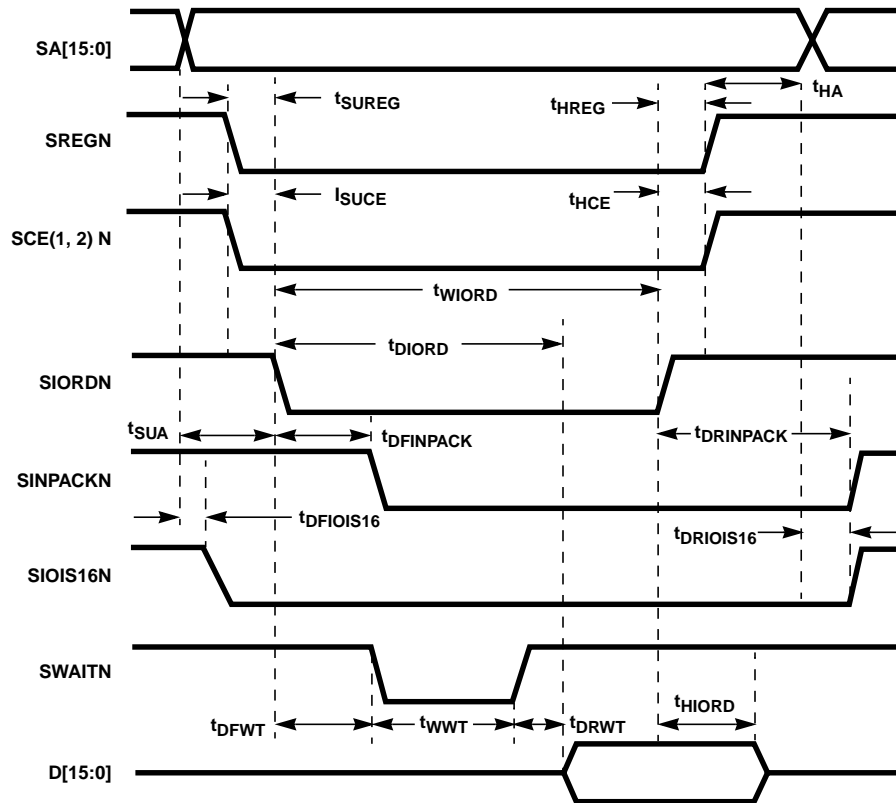 SA[15:0]
tHA
tSUREG
tHREG
SREGN
ISUCE
tHCE
SCE(1, 2) N
tWIORD
tDIORD
SIORDN
tSUA
tDFINPACK
tDRINPACK
SINPACKN
tDFIOIS16
tDRIOIS16
SIOIS16N
SWAITN
tHIORD
tDFWT
tWWT
tDRWT
D[15:0]